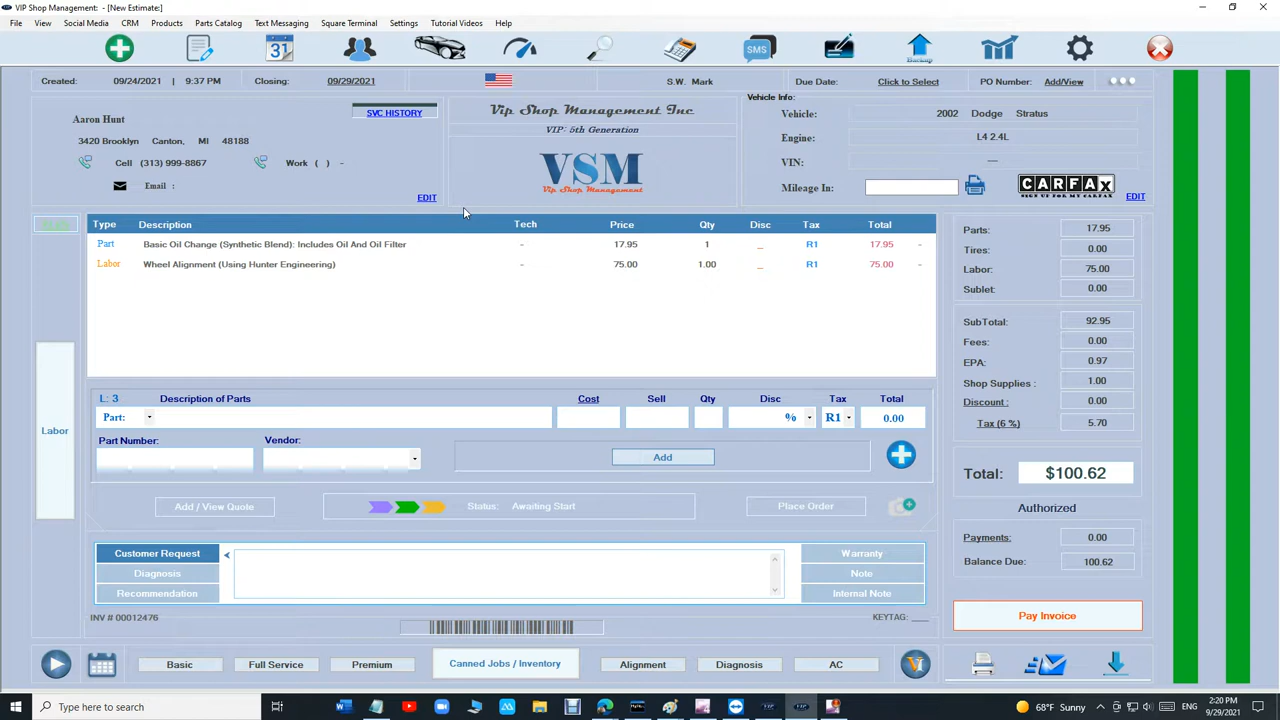 VIP Shop Management: - [New Estimate:]
File View Social Media CRM Products Parts Catalog Text Messaging Square Terminal Settings Tutorial Videos Help
31 SMS Backup
Created: 09/24/2021 | 9:37 PM Closing: 09/29/2021 S.W. Mark Due Date: Click to Select PO Number: Add/View
Aaron Hunt
SVC HISTORY
3420 Brooklyn Canton, MI 48188
Cell (313) 999-8867 Work ( ) -
Email :
EDIT
Vip Shop Management Inc
VIP: 5th Generation
VSM
Vip Shop Management
Vehicle Info:
Vehicle: 2002 Dodge Stratus
Engine: L4 2.4L
VIN: —
Mileage In: CARFAX
SIGN UP FOR MY CARFAX
EDIT
Type Description Tech Price Qty Disc Tax Total
Part Basic Oil Change (Synthetic Blend): Includes Oil And Oil Filter - 17.95 1 _ R1 17.95 -
Labor Wheel Alignment (Using Hunter Engineering) - 75.00 1.00 _ R1 75.00 -
Labor
L: 3 Description of Parts Cost Sell Qty Disc Tax Total
Part: % R1 0.00
Part Number: Vendor:
Add
Add / View Quote Status: Awaiting Start Place Order
Customer Request < Warranty
Diagnosis Note
Recommendation Internal Note
INV # 00012476 KEYTAG: ___
Parts: 17.95
Tires: 0.00
Labor: 75.00
Sublet: 0.00
SubTotal: 92.95
Fees: 0.00
EPA: 0.97
Shop Supplies : 1.00
Discount : 0.00
Tax (6 %) 5.70
Total: $100.62
Authorized
Payments: 0.00
Balance Due: 100.62
Pay Invoice
Basic Full Service Premium Canned Jobs / Inventory Alignment Diagnosis AC
Type here to search
68°F Sunny
2:20 PM
9/29/2021